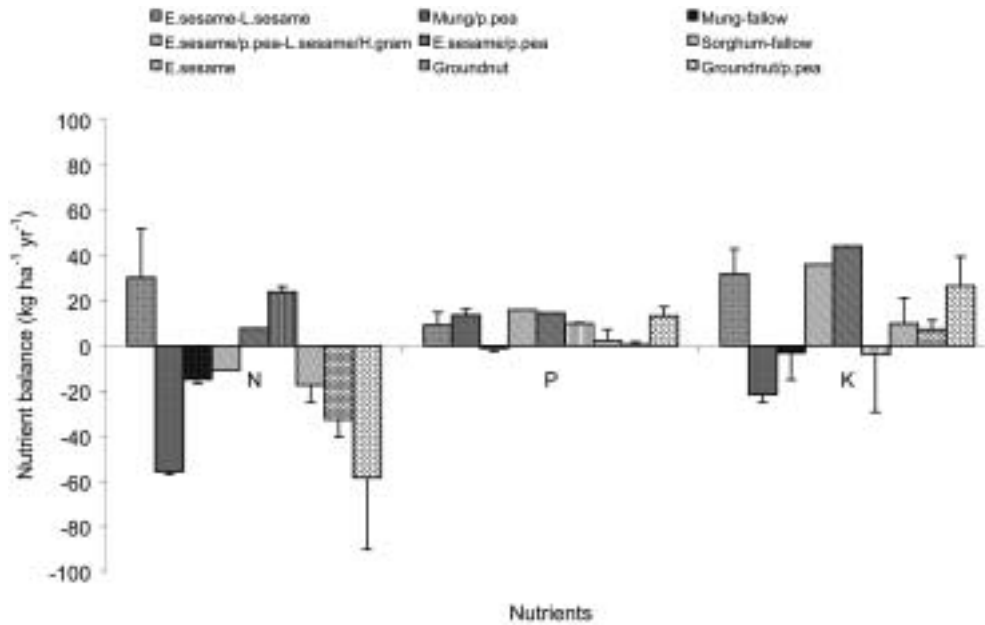 E.sesame-L.sesame Mung/p.pea Mung-fallow
E.sesame/p.pea-L.sesame/H.gram E.sesame/p.pea Sorghum-fallow
E.sesame Groundnut Groundnut/p.pea
100
80
60
40
20
0
-20
-40
-60
-80
-100
Nutrient balance (kg ha⁻¹ yr⁻¹)
N P K
Nutrients